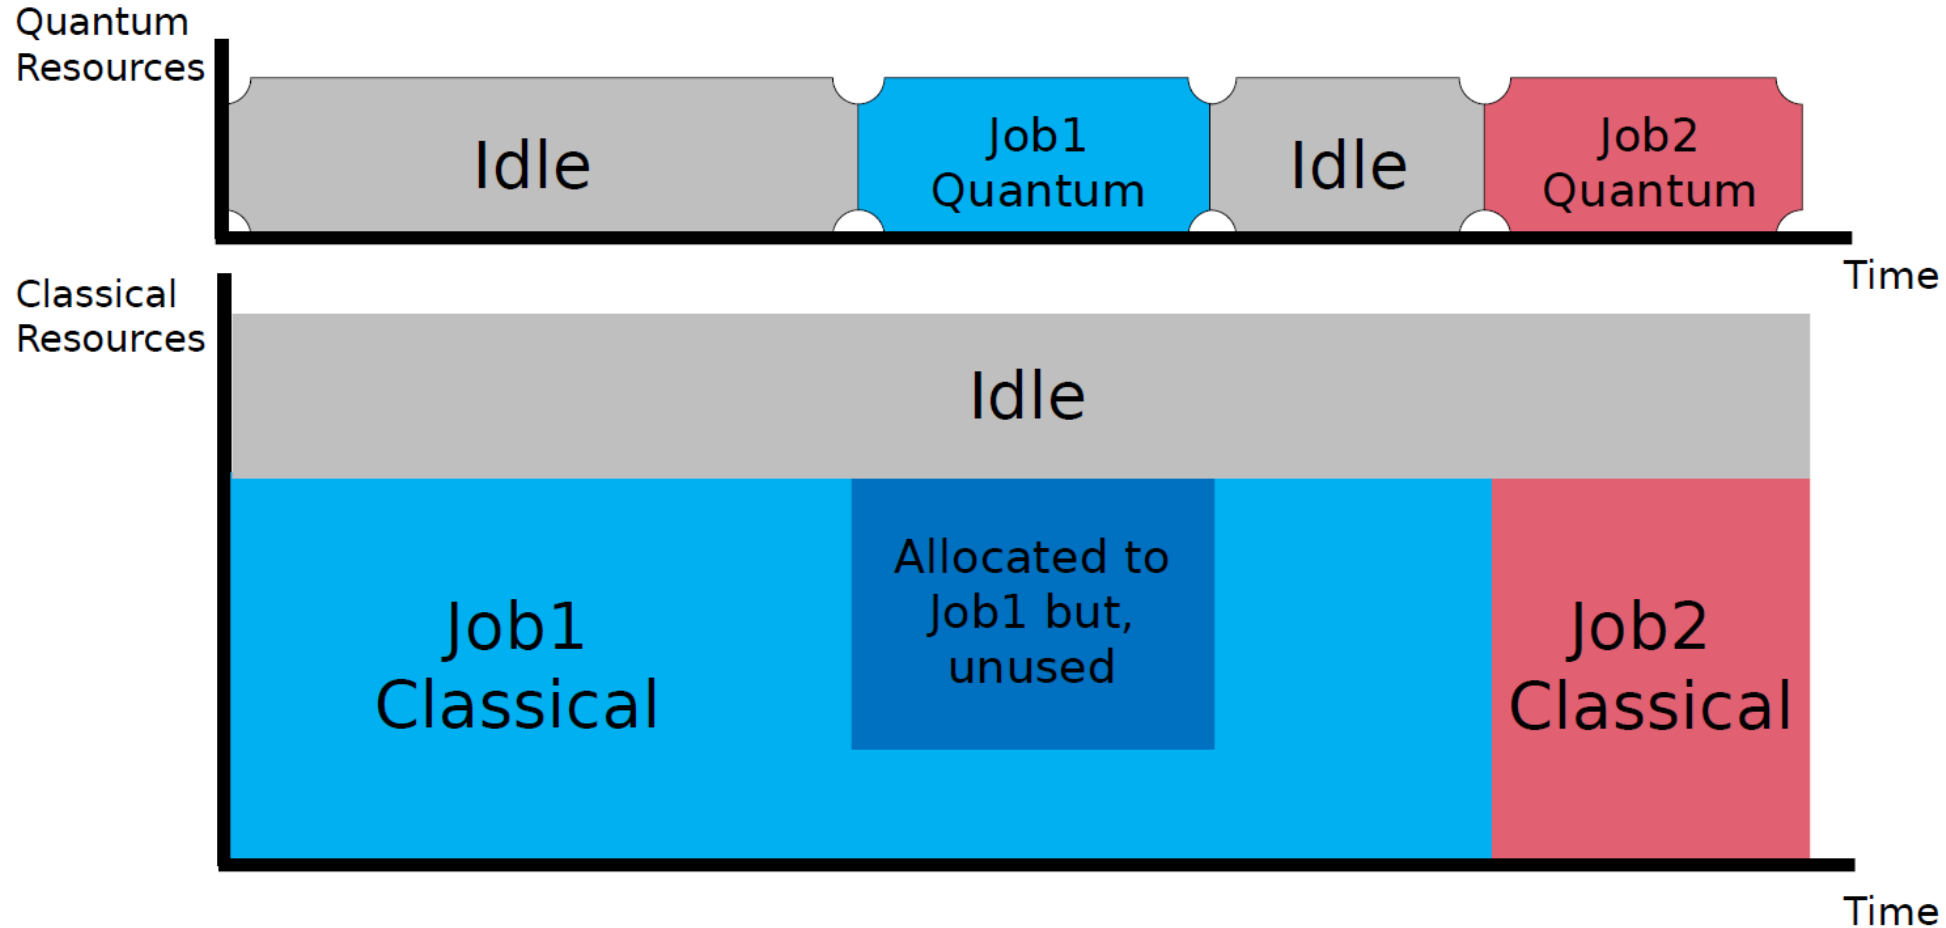 Quantum
Resources
Idle
Job1
Quantum
Idle
Job2
Quantum
Time
Classical
Resources
Idle
Allocated to
Job1 but,
unused
Job1
Classical
Job2
Classical
Time